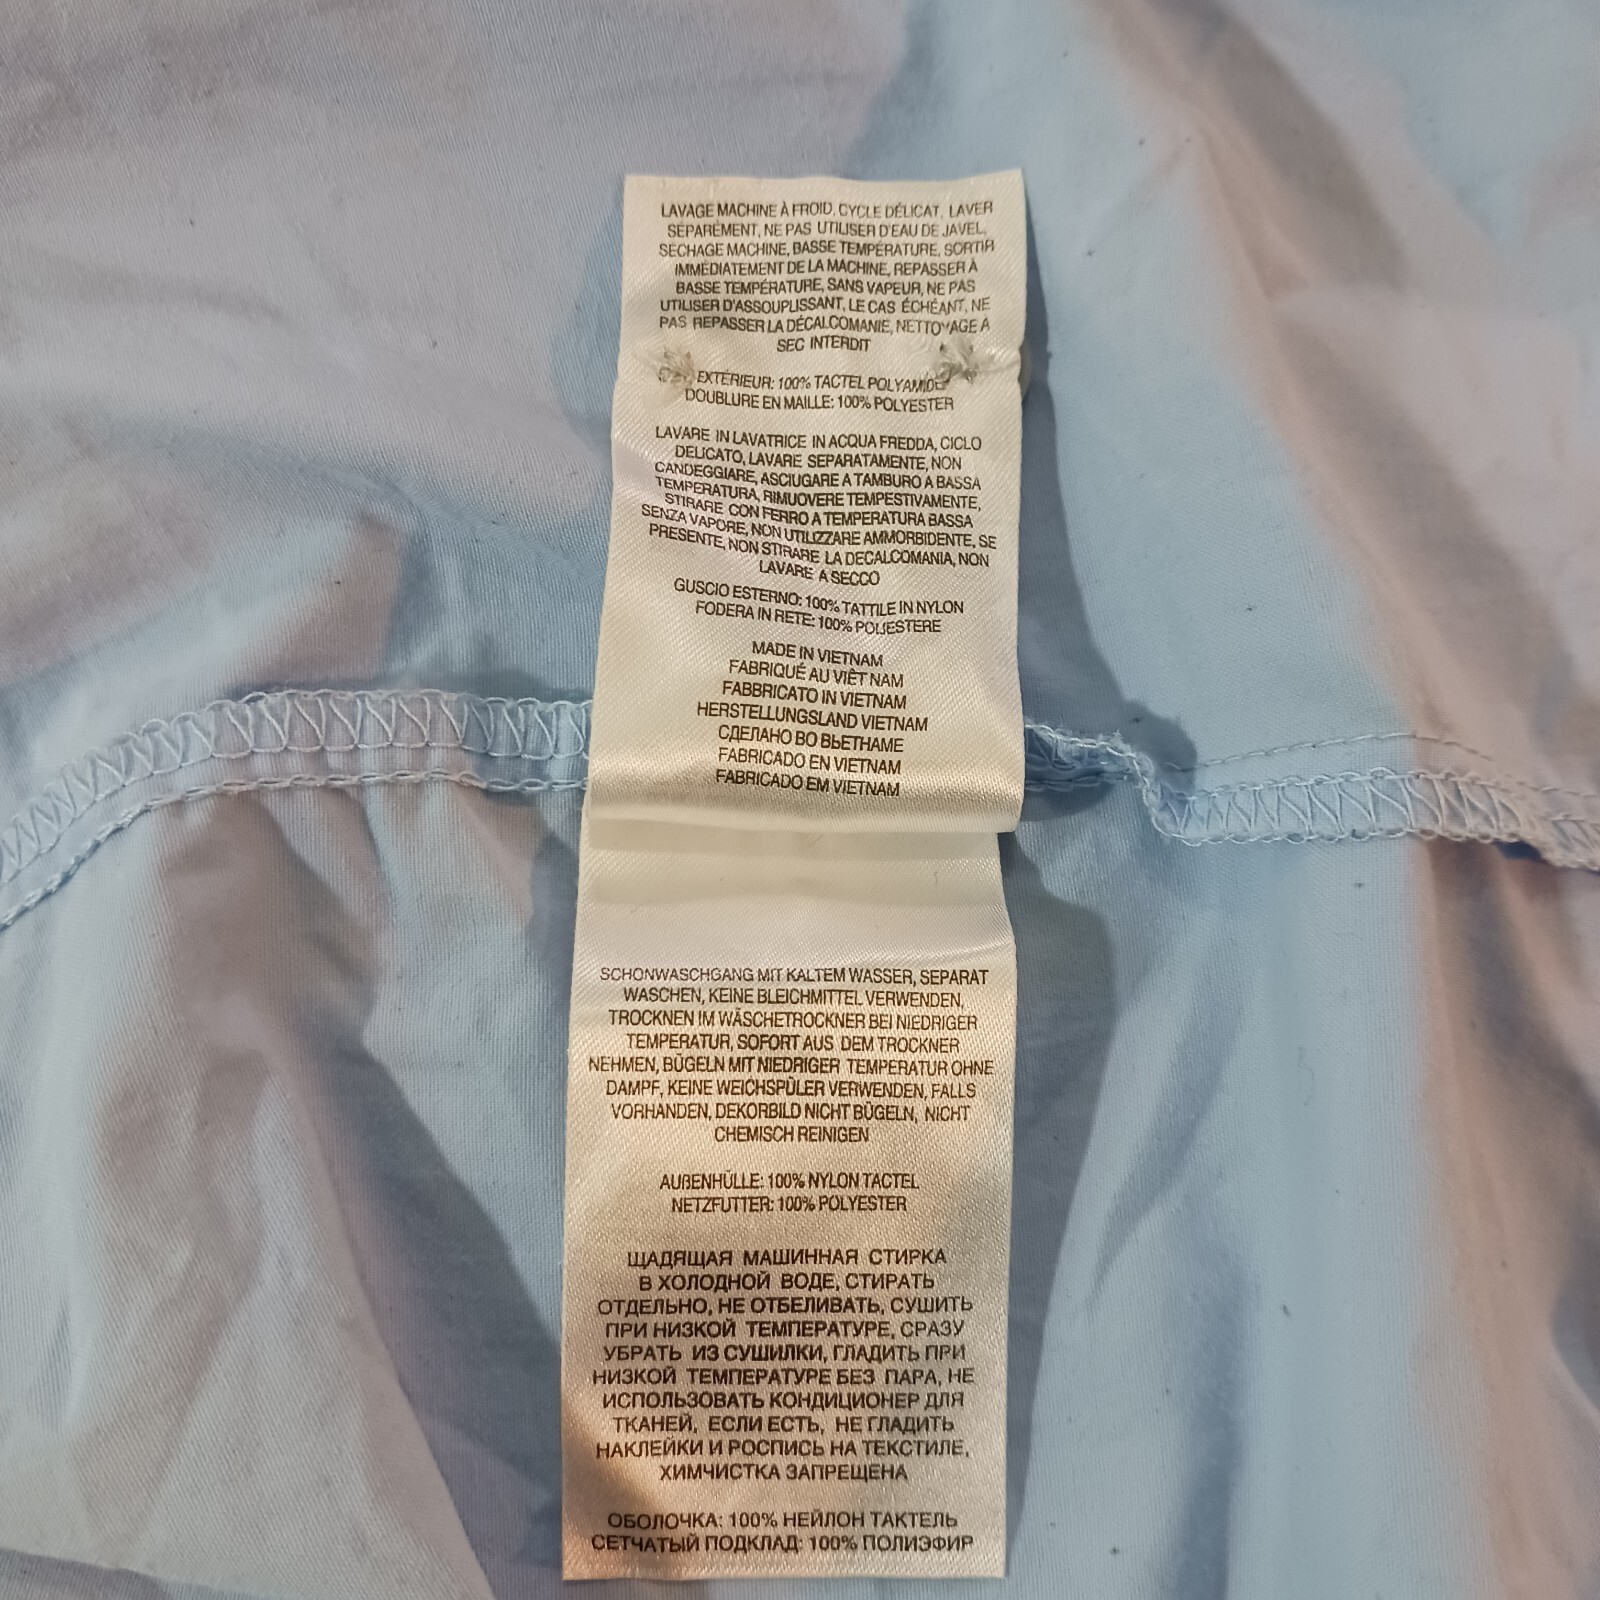 LAVAGE MACHINE À FROID, CYCLE DÉLICAT, LAVER
SÉPARÉMENT, NE PAS UTILISER D'EAU DE JAVEL,
SÉCHAGE MACHINE, BASSE TEMPÉRATURE, SORTIR
IMMÉDIATEMENT DE LA MACHINE, REPASSER À
BASSE TEMPÉRATURE, SANS VAPEUR, NE PAS
UTILISER D'ASSOUPLISSANT, LE CAS ÉCHÉANT, NE
PAS REPASSER LA DÉCALCOMANIE, NETTOYAGE À
SEC INTERDIT
EXTÉRIEUR: 100% TACTEL POLYAMIDE
DOUBLURE EN MAILLE: 100% POLYESTER
LAVARE IN LAVATRICE IN ACQUA FREDDA, CICLO
DELICATO, LAVARE SEPARATAMENTE, NON
CANDEGGIARE, ASCIUGARE A TAMBURO A BASSA
TEMPERATURA, RIMUOVERE TEMPESTIVAMENTE,
STIRARE CON FERRO A TEMPERATURA BASSA
SENZA VAPORE, NON UTILIZZARE AMMORBIDENTE, SE
PRESENTE, NON STIRARE LA DECALCOMANIA, NON
LAVARE A SECCO
GUSCIO ESTERNO: 100% TATTILE IN NYLON
FODERA IN RETE: 100% POLIESTERE
MADE IN VIETNAM
FABRIQUÉ AU VIÊT NAM
FABBRICATO IN VIETNAM
HERSTELLUNGSLAND VIETNAM
СДЕЛАНО ВО ВЬЕТНАМЕ
FABRICADO EN VIETNAM
FABRICADO EM VIETNAM
SCHONWASCHGANG MIT KALTEM WASSER, SEPARAT
WASCHEN, KEINE BLEICHMITTEL VERWENDEN,
TROCKNEN IM WÄSCHETROCKNER BEI NIEDRIGER
TEMPERATUR, SOFORT AUS DEM TROCKNER
NEHMEN, BÜGELN MIT NIEDRIGER TEMPERATUR OHNE
DAMPF, KEINE WEICHSPÜLER VERWENDEN, FALLS
VORHANDEN, DEKORBILD NICHT BÜGELN, NICHT
CHEMISCH REINIGEN
AUßENHÜLLE: 100% NYLON TACTEL
NETZFUTTER: 100% POLYESTER
ЩАДЯЩАЯ МАШИННАЯ СТИРКА
В ХОЛОДНОЙ ВОДЕ, СТИРАТЬ
ОТДЕЛЬНО, НЕ ОТБЕЛИВАТЬ, СУШИТЬ
ПРИ НИЗКОЙ ТЕМПЕРАТУРЕ, СРАЗУ
УБРАТЬ ИЗ СУШИЛКИ, ГЛАДИТЬ ПРИ
НИЗКОЙ ТЕМПЕРАТУРЕ БЕЗ ПАРА, НЕ
ИСПОЛЬЗОВАТЬ КОНДИЦИОНЕР ДЛЯ
ТКАНЕЙ, ЕСЛИ ЕСТЬ, НЕ ГЛАДИТЬ
НАКЛЕЙКИ И РОСПИСЬ НА ТЕКСТИЛЕ,
ХИМЧИСТКА ЗАПРЕЩЕНА
ОБОЛОЧКА: 100% НЕЙЛОН ТАКТЕЛЬ
СЕТЧАТЫЙ ПОДКЛАД: 100% ПОЛИЭФИР